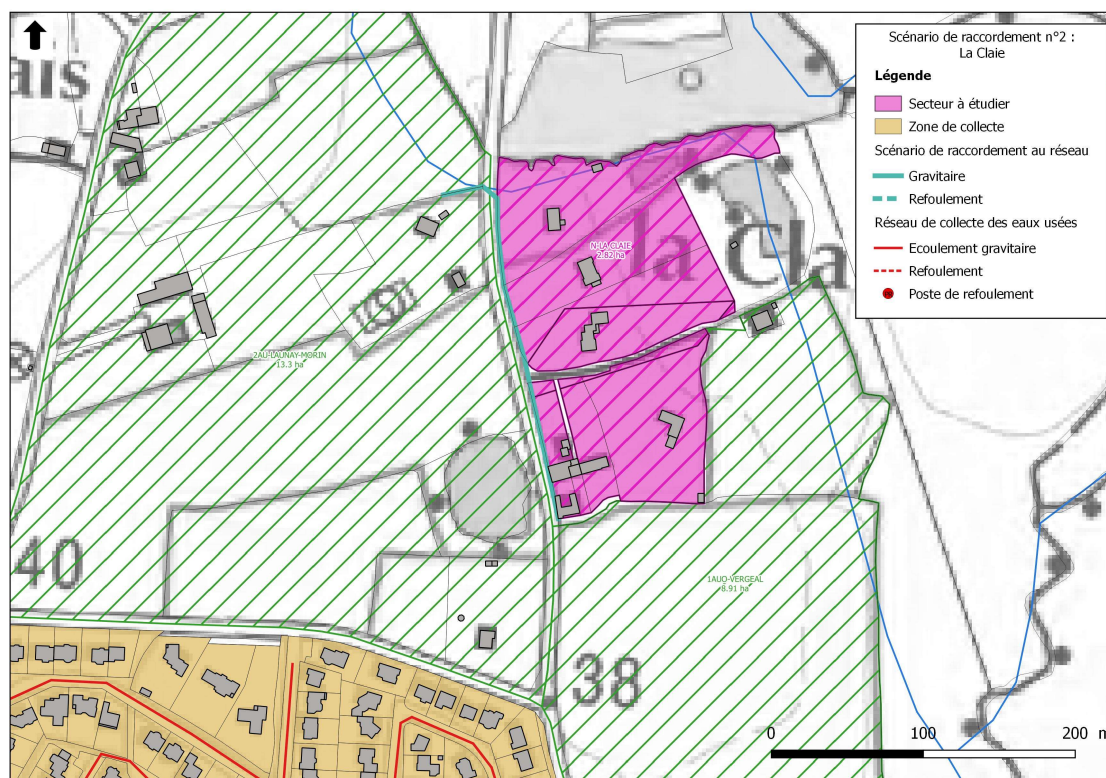 Scénario de raccordement n°2 :
La Claie
Légende
Secteur à étudier
Zone de collecte
Scénario de raccordement au réseau
Gravitaire
Refoulement
Réseau de collecte des eaux usées
Ecoulement gravitaire
Refoulement
Poste de refoulement
ais
N-LA CLAIE
2.82 ha
la Cla
2AU-LAUNAY-MORIN
13.3 ha
40
1AUO-VERGEAL
8.91 ha
38
0 100 200 m